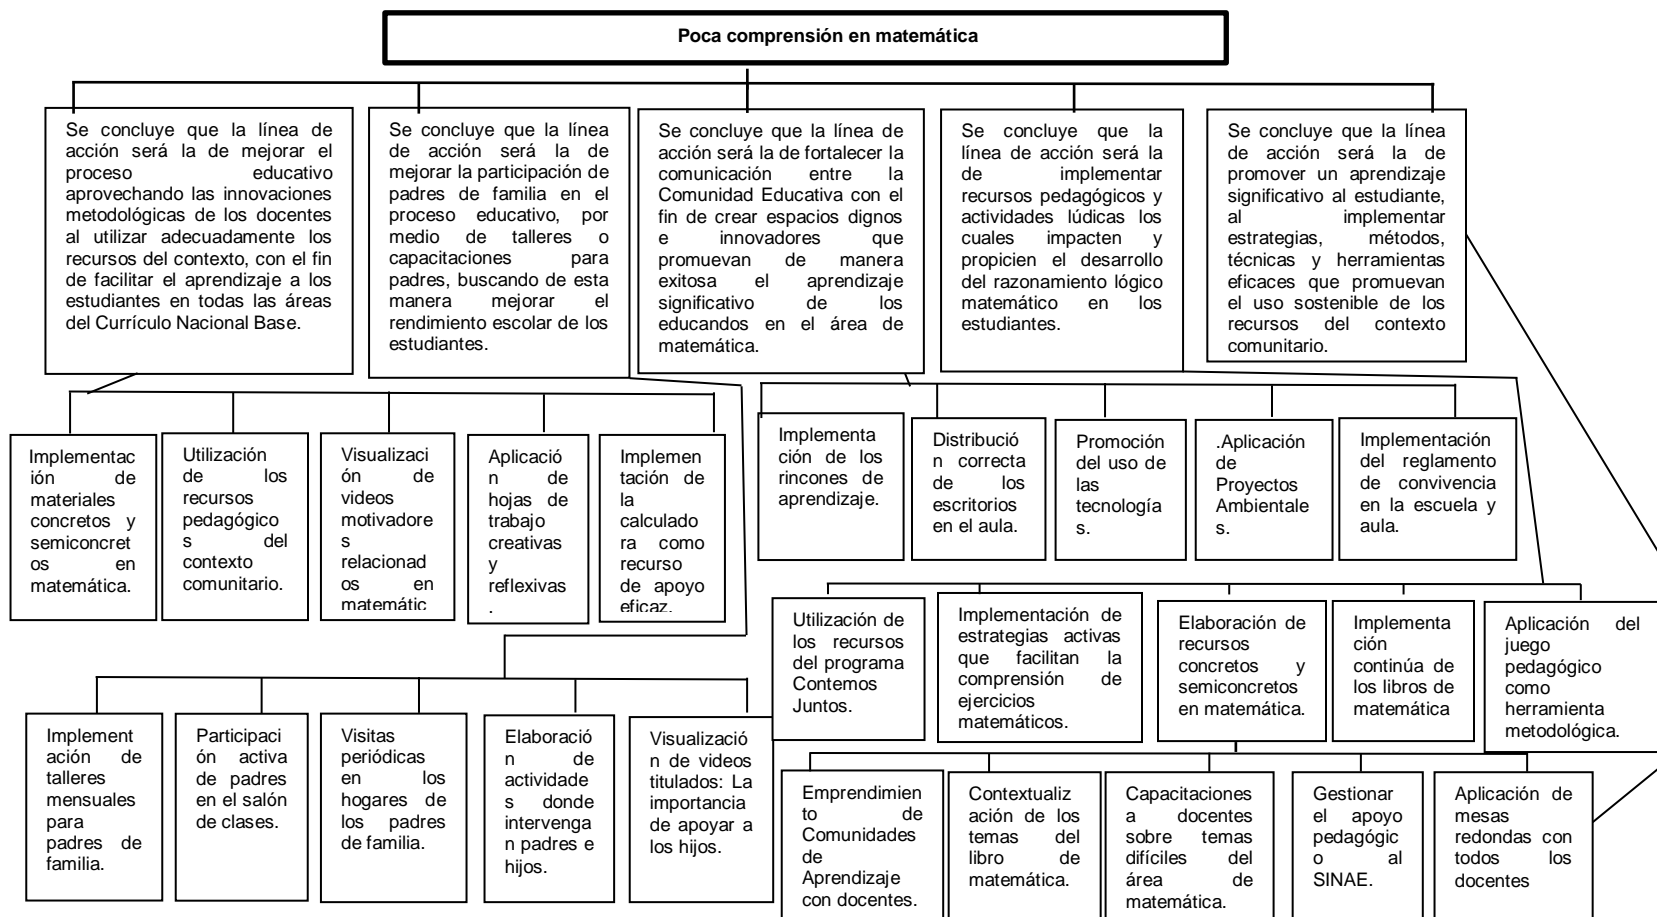 Poca comprensión en matemática
Se concluye que la línea de
acción será la de mejorar el
proceso educativo
aprovechando las innovaciones
metodológicas de los docentes
al utilizar adecuadamente los
recursos del contexto, con el fin
de facilitar el aprendizaje a los
estudiantes en todas las áreas
del Currículo Nacional Base.
Se concluye que la línea
de acción será la de
mejorar la participación de
padres de familia en el
proceso educativo, por
medio de talleres o
capacitaciones para
padres, buscando de esta
manera mejorar el
rendimiento escolar de los
estudiantes.
Se concluye que la línea de
acción será la de fortalecer la
comunicación entre la
Comunidad Educativa con el
fin de crear espacios dignos
e innovadores que
promuevan de manera
exitosa el aprendizaje
significativo de los
educandos en el área de
matemática.
Se concluye que la
línea de acción será la
de implementar
recursos pedagógicos y
actividades lúdicas los
cuales impacten y
propicien el desarrollo
del razonamiento lógico
matemático en los
estudiantes.
Se concluye que la línea
de acción será la de
promover un aprendizaje
significativo al estudiante,
al implementar
estrategias, métodos,
técnicas y herramientas
eficaces que promuevan
el uso sostenible de los
recursos del contexto
comunitario.
Implementac
ión de
materiales
concretos y
semiconcret
os en
matemática.
Utilización
de los
recursos
pedagógico
s del
contexto
comunitario.
Visualizaci
ón de
videos
motivadore
s
relacionad
os en
matemátic
Aplicació
n de
hojas de
trabajo
creativas
y
reflexivas
.
Implemen
tación de
la
calculado
ra como
recurso
de apoyo
eficaz.
Implementa
ción de los
rincones de
aprendizaje.
Distribució
n correcta
de los
escritorios
en el aula.
Promoción
del uso de
las
tecnología
s.
.Aplicación
de
Proyectos
Ambientale
s.
Implementación
del reglamento
de convivencia
en la escuela y
aula.
Utilización de
los recursos
del programa
Contemos
Juntos.
Implementación de
estrategias activas
que facilitan la
comprensión de
ejercicios
matemáticos.
Elaboración de
recursos
concretos y
semiconcretos
en matemática.
Implementa
ción
continúa de
los libros de
matemática
Aplicación del
juego
pedagógico
como
herramienta
metodológica.
Implement
ación de
talleres
mensuales
para
padres de
familia.
Participaci
ón activa
de padres
en el salón
de clases.
Visitas
periódicas
en los
hogares de
los padres
de familia.
Elaboració
n de
actividade
s donde
intervenga
n padres e
hijos.
Visualizació
n de videos
titulados: La
importancia
de apoyar a
los hijos.
Emprendimien
to de
Comunidades
de
Aprendizaje
con docentes.
Contextualiz
ación de los
temas del
libro de
matemática.
Capacitaciones
a docentes
sobre temas
difíciles del
área de
matemática.
Gestionar
el apoyo
pedagógic
o al
SINAE.
Aplicación de
mesas
redondas con
todos los
docentes